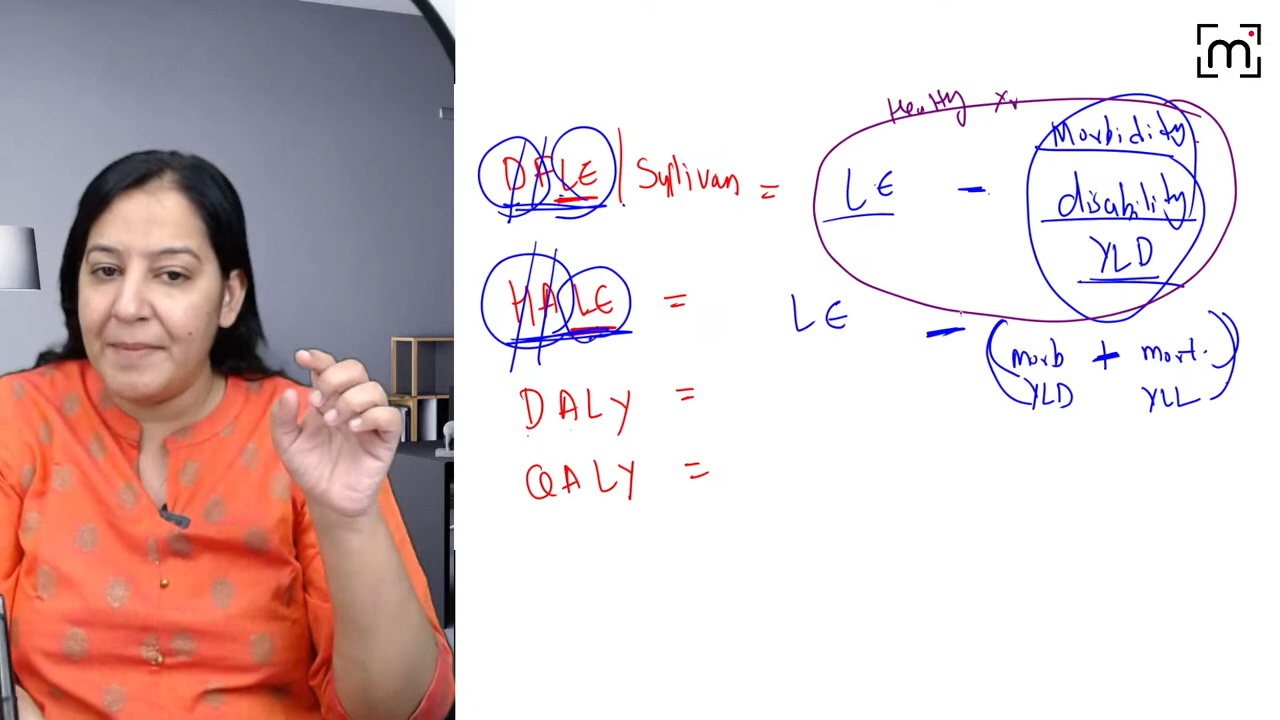 m
Healthy Yr
DFLE | Sullivan = LE - Morbidity
disability
YLD
HALE = LE - (morb + mort.)
YLD YLL
DALY =
QALY =